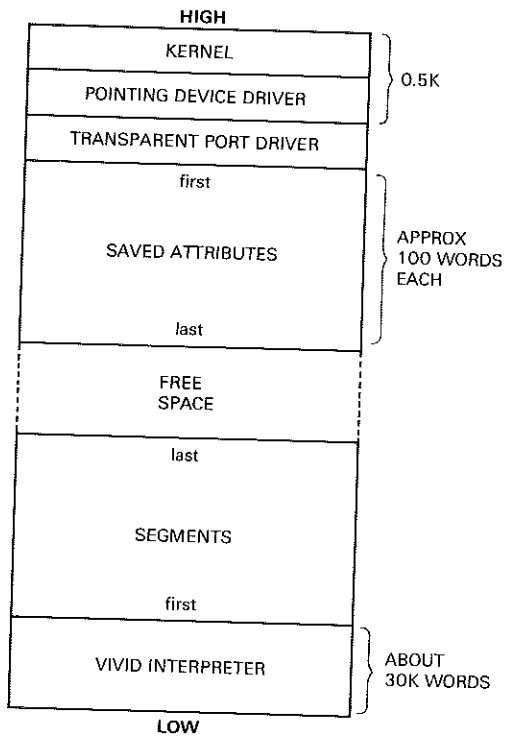 HIGH
KERNEL
POINTING DEVICE DRIVER
0.5K
TRANSPARENT PORT DRIVER
first
SAVED ATTRIBUTES
last
APPROX
100 WORDS
EACH
FREE
SPACE
last
SEGMENTS
first
VIVID INTERPRETER
ABOUT
30K WORDS
LOW